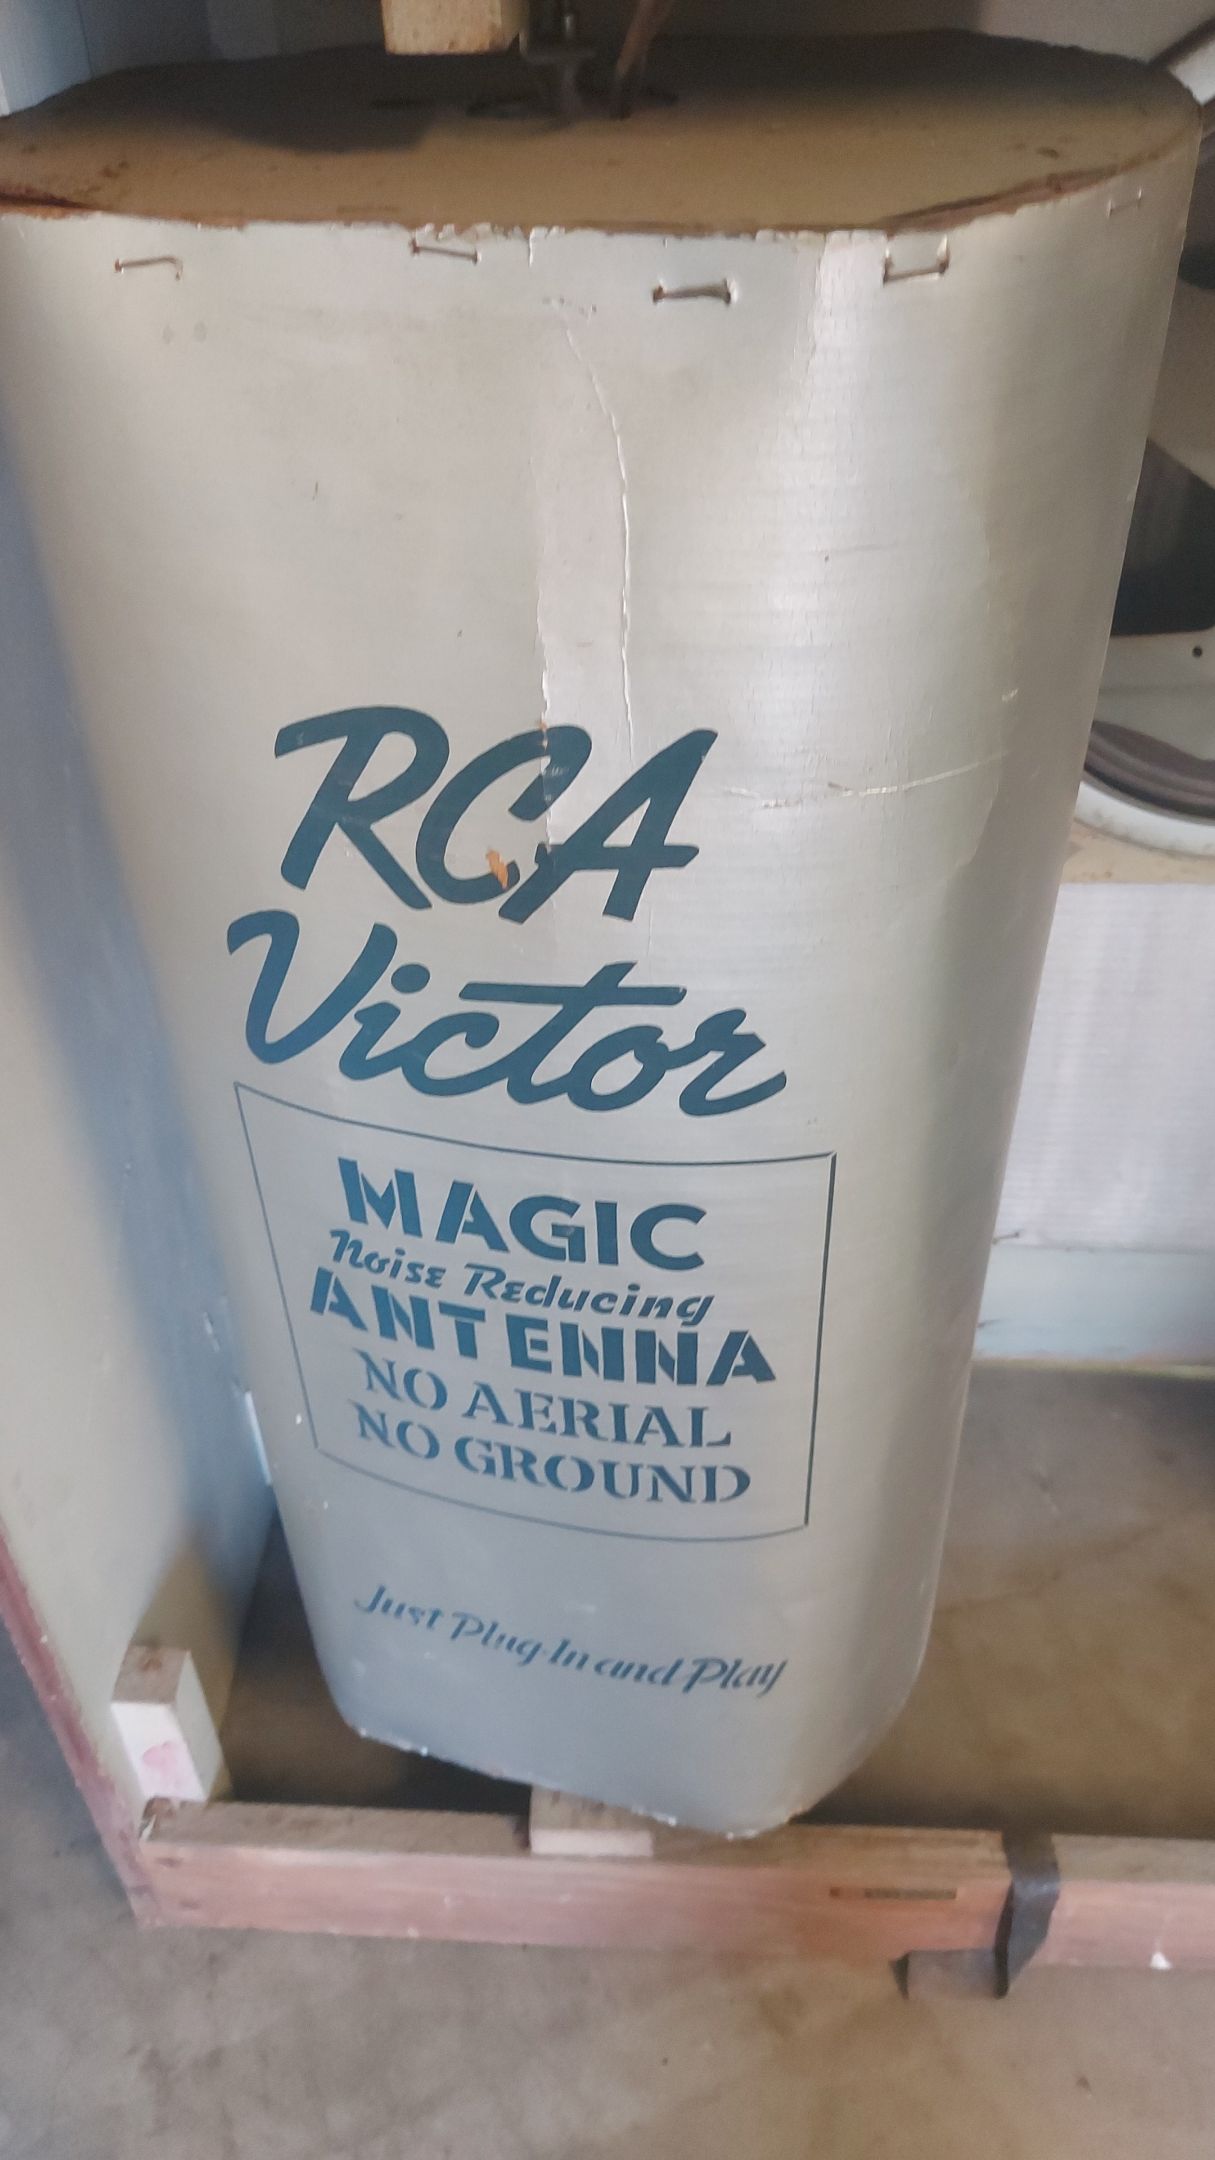 RCA
Victor
MAGIC
Noise Reducing
ANTENNA
NO AERIAL
NO GROUND
Just Plug-In and Play